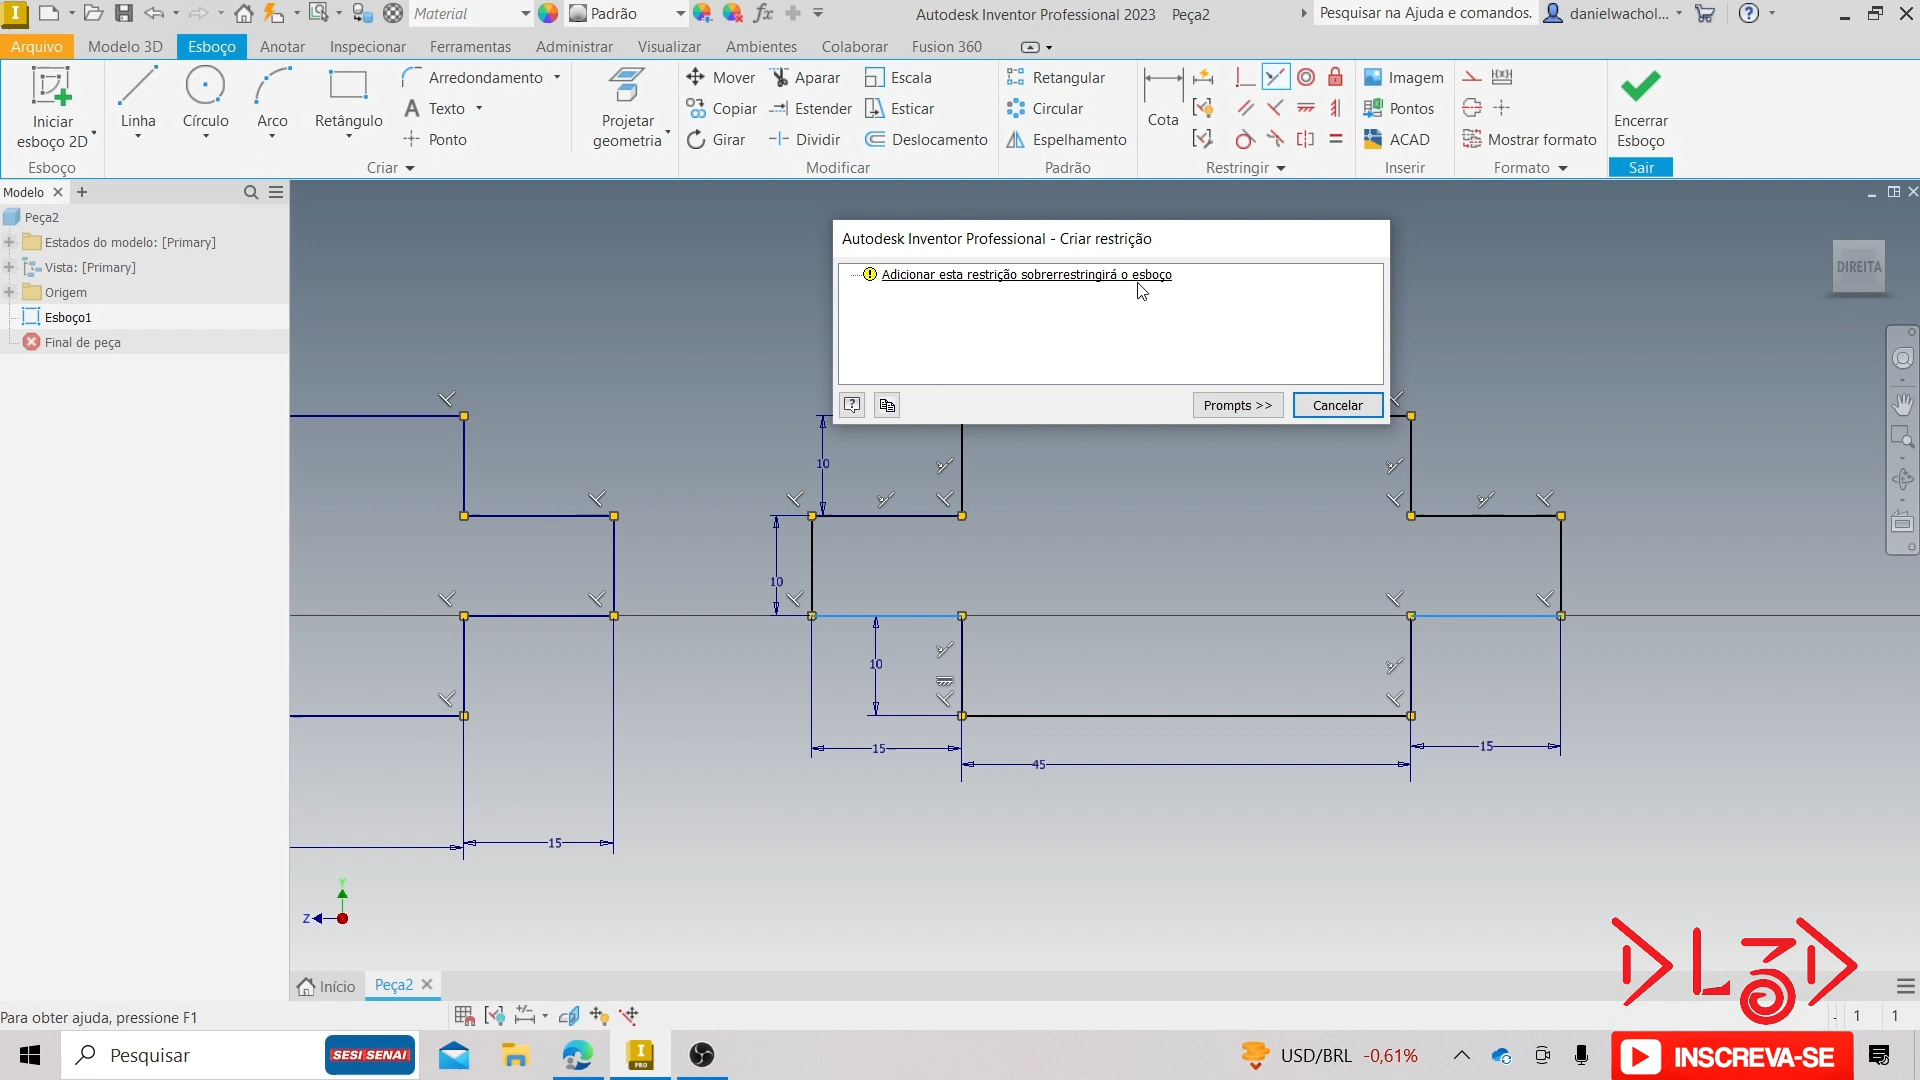 Material
Padrão
Autodesk Inventor Professional 2023 Peça2
Pesquisar na Ajuda e comandos.
danielwachol...
Arquivo
Modelo 3D
Esboço
Anotar
Inspecionar
Ferramentas
Administrar
Visualizar
Ambientes
Colaborar
Fusion 360
Iniciar
esboço 2D
Linha
Círculo
Arco
Retângulo
Arredondamento
Texto
Ponto
Projetar
geometria
Mover
Copiar
Girar
Aparar
Estender
Dividir
Escala
Esticar
Deslocamento
Retangular
Circular
Espelhamento
Cota
Imagem
Pontos
ACAD
Mostrar formato
Encerrar
Esboço
Esboço
Criar
Modificar
Padrão
Restringir
Inserir
Formato
Sair
Modelo
Peça2
Estados do modelo: [Primary]
Vista: [Primary]
Origem
Esboço1
Final de peça
Autodesk Inventor Professional - Criar restrição
Adicionar esta restrição sobrerrestringirá o esboço
Prompts >>
Cancelar
DIREITA
10
10
10
15
15
45
15
Y
Z
Início
Peça2
DL3D
Para obter ajuda, pressione F1
1
1
Pesquisar
SESI SENAI
PRO
USD/BRL -0,61%
INSCREVA-SE